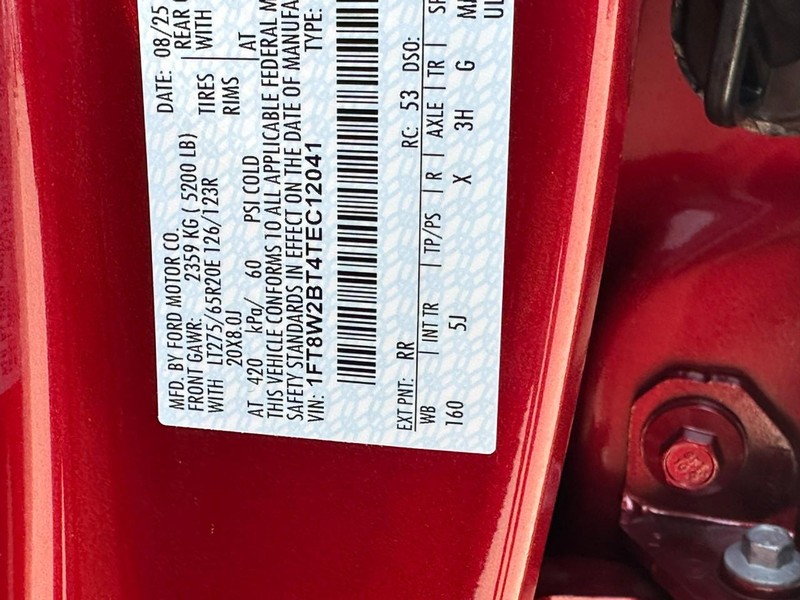 MFD. BY FORD MOTOR CO.
DATE: 08/25
FRONT GAWR: 2359 KG ( 5200 LB)
REAR
WITH LT275/65R20E 126/123R TIRES
WITH
20X8.0J RIMS
AT 420 kPa/ 60 PSI COLD
AT
THIS VEHICLE CONFORMS TO ALL APPLICABLE FEDERAL M
SAFETY STANDARDS IN EFFECT ON THE DATE OF MANUFA
VIN: 1FT8W2BT4TEC12041
TYPE:
EXT PNT: RR RC: 53 DSO:
WB INT TR TP/PS R AXLE TR
160 5J X 3H G